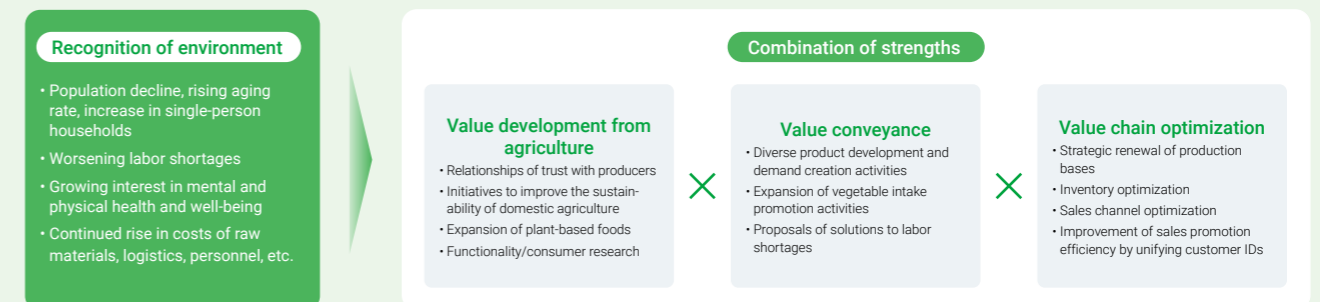 Recognition of environment
• Population decline, rising aging
rate, increase in single-person
households
• Worsening labor shortages
• Growing interest in mental and
physical health and well-being
• Continued rise in costs of raw
materials, logistics, personnel, etc.
Combination of strengths
Value development from
agriculture
• Relationships of trust with producers
• Initiatives to improve the sustain-
ability of domestic agriculture
• Expansion of plant-based foods
• Functionality/consumer research
×
Value conveyance
• Diverse product development and
demand creation activities
• Expansion of vegetable intake
promotion activities
• Proposals of solutions to labor
shortages
×
Value chain optimization
• Strategic renewal of production
bases
• Inventory optimization
• Sales channel optimization
• Improvement of sales promotion
efficiency by unifying customer IDs